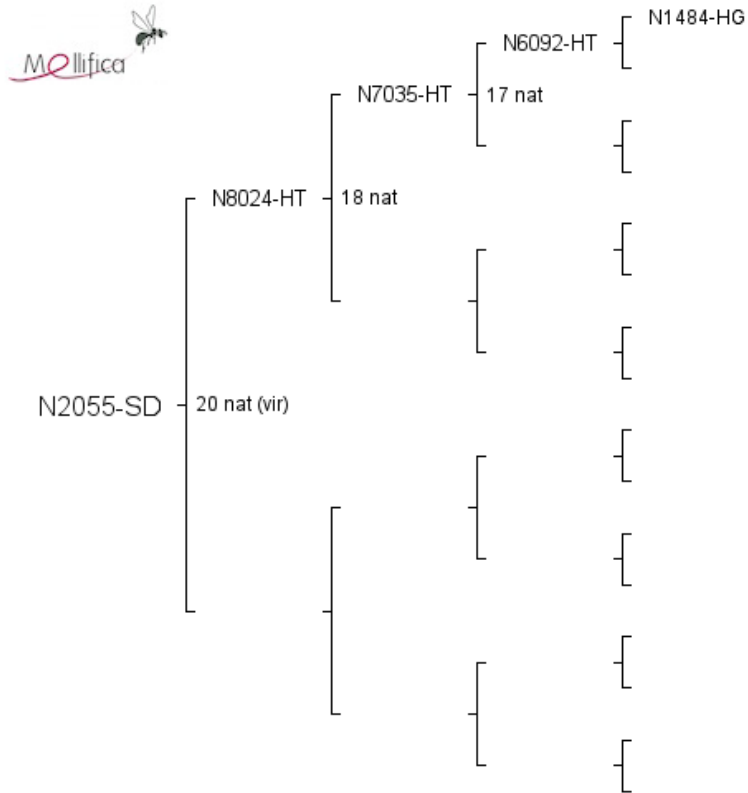 Mellifica
N1484-HG
N6092-HT
N7035-HT
17 nat
N8024-HT
18 nat
N2055-SD
20 nat (vir)